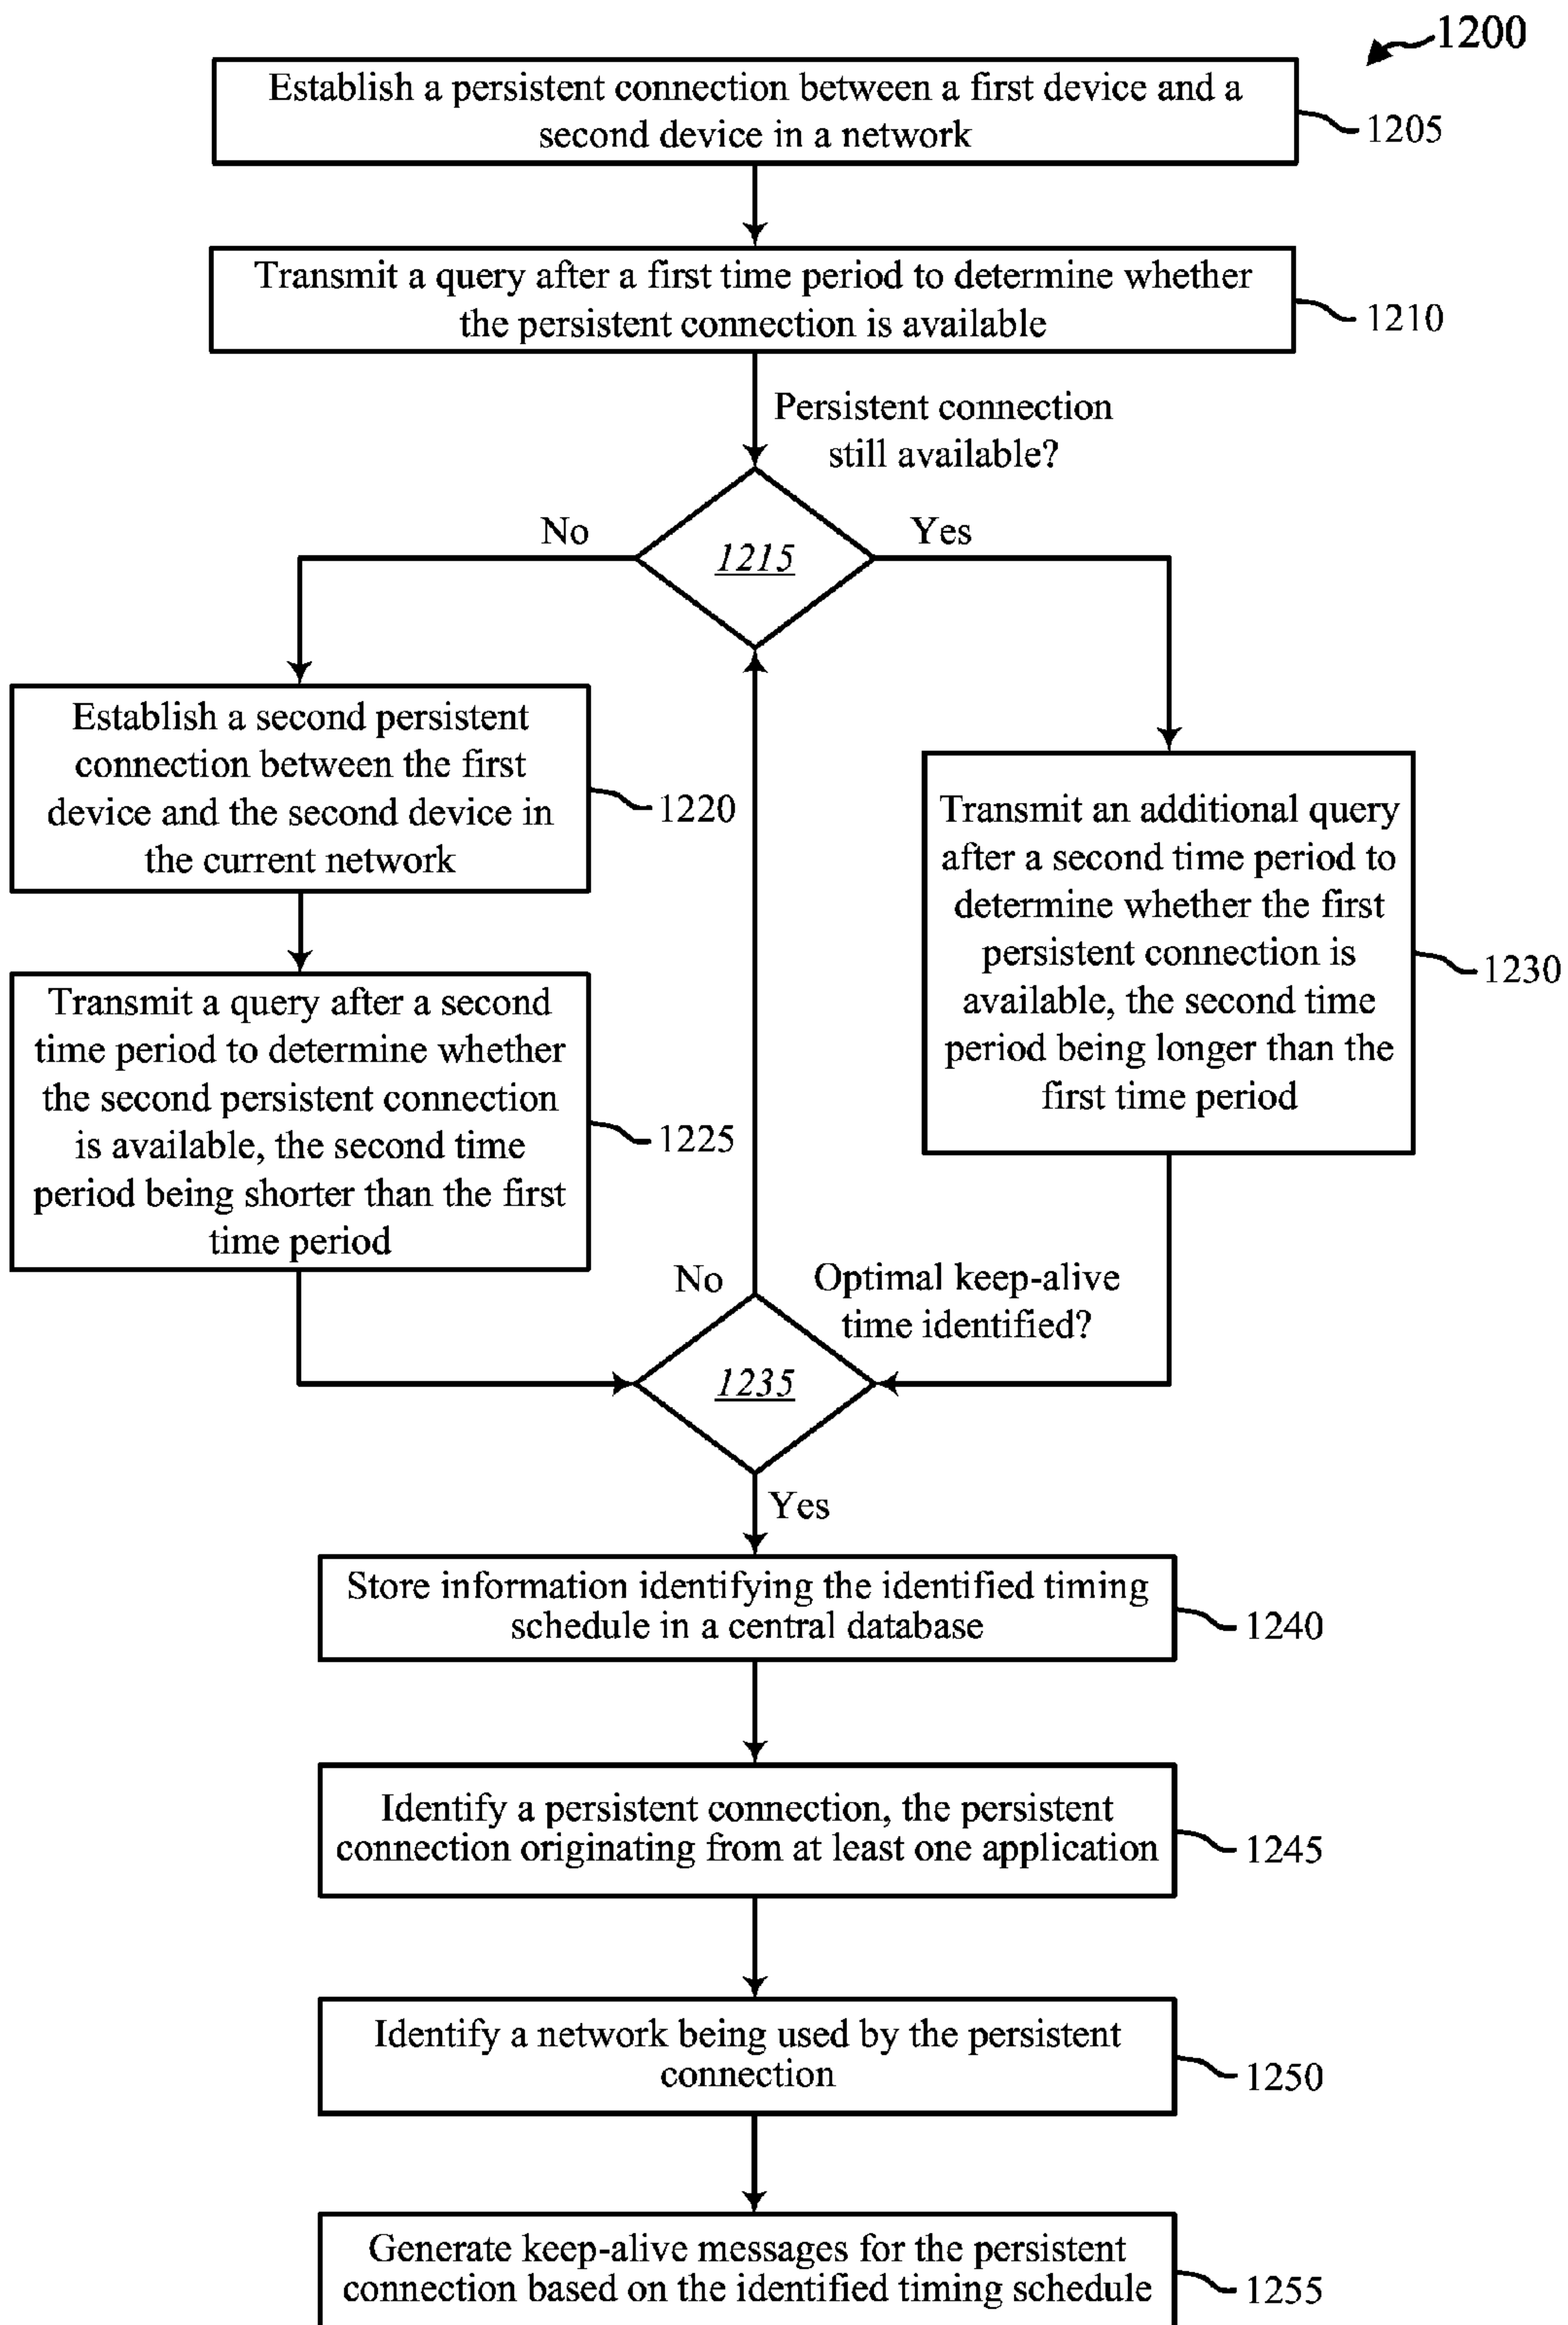 1200
Establish a persistent connection between a first device and a
second device in a network
1205
Transmit a query after a first time period to determine whether
the persistent connection is available
1210
Persistent connection
still available?
No
Yes
1215
Establish a second persistent
connection between the first
device and the second device in
the current network
1220
Transmit an additional query
after a second time period to
determine whether the first
persistent connection is
available, the second time
period being longer than the
first time period
1230
Transmit a query after a second
time period to determine whether
the second persistent connection
is available, the second time
period being shorter than the first
time period
1225
No
Optimal keep-alive
time identified?
1235
Yes
Store information identifying the identified timing
schedule in a central database
1240
Identify a persistent connection, the persistent
connection originating from at least one application
1245
Identify a network being used by the persistent
connection
1250
Generate keep-alive messages for the persistent
connection based on the identified timing schedule
1255